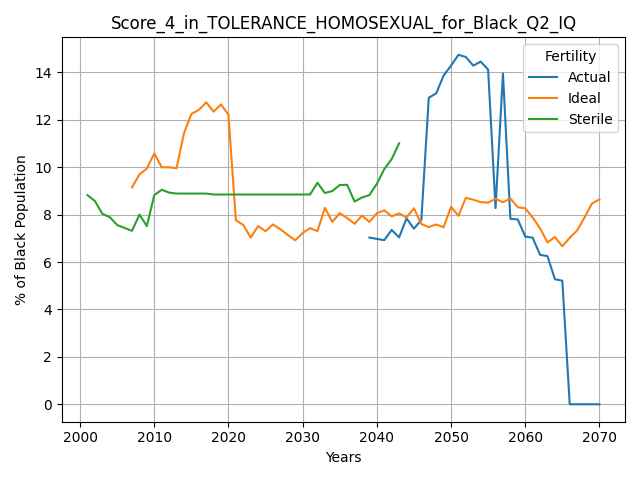 Score_4_in_TOLERANCE_HOMOSEXUAL_for_Black_Q2_IQ
Fertility
Actual
Ideal
Sterile
% of Black Population
14
12
10
8
6
4
2
0
2000 2010 2020 2030 2040 2050 2060 2070
Years